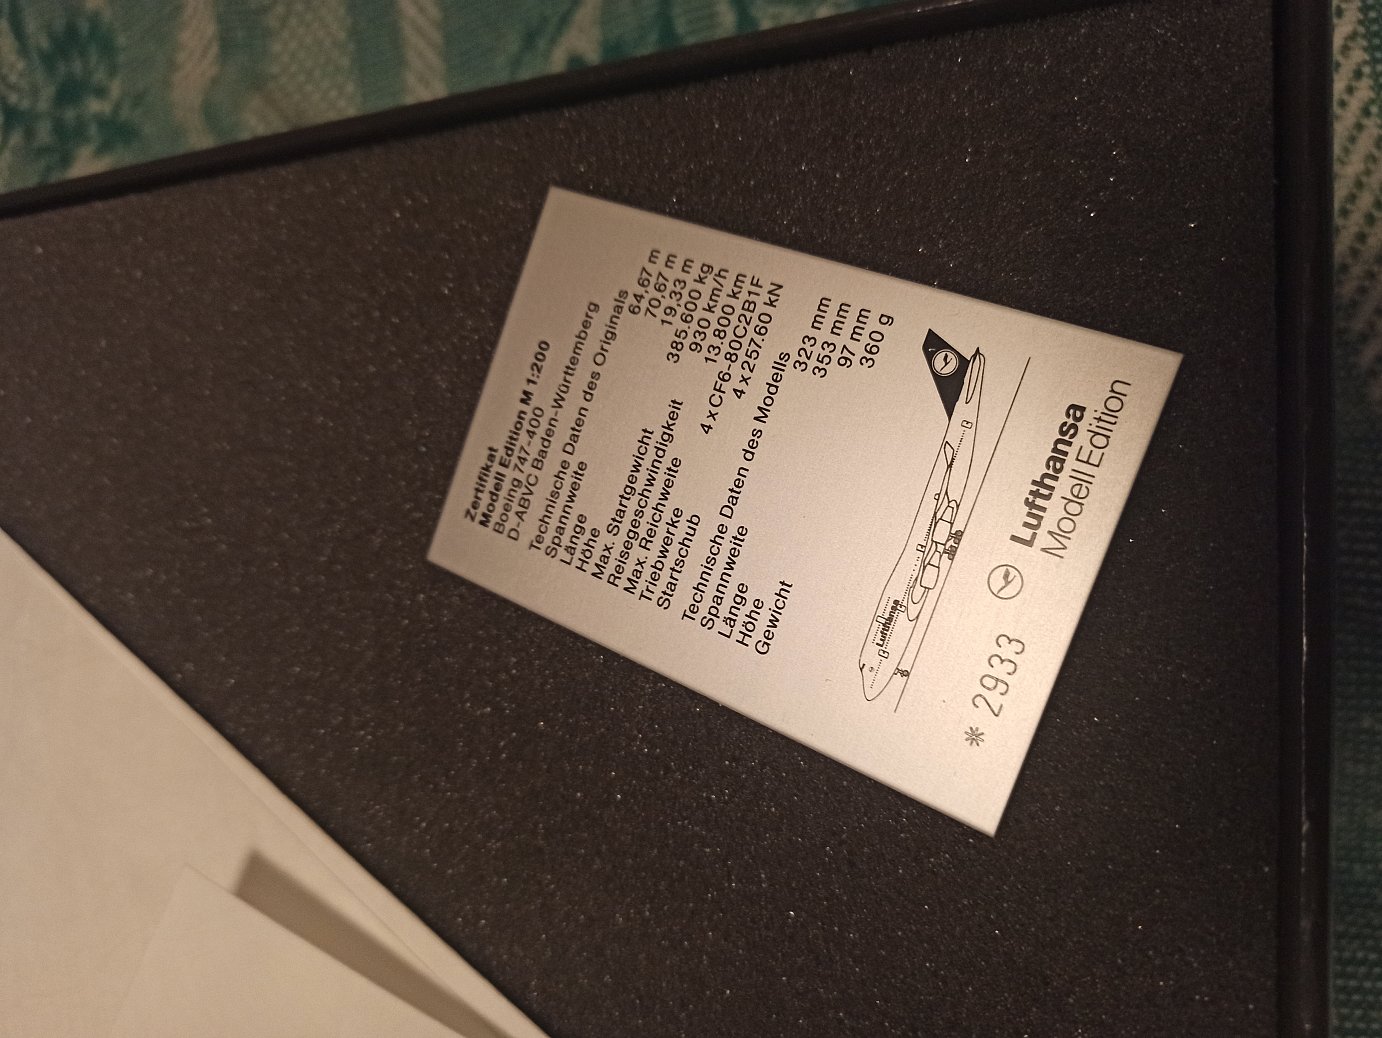 Zertifikat
Modell Edition M 1:200
Boeing 747-400
D-ABVC Baden-Württemberg
Technische Daten des Originals
Spannweite 64,67 m
Länge 70,67 m
Höhe 19,33 m
Max. Startgewicht 385.600 kg
Reisegeschwindigkeit 930 km/h
Max. Reichweite 13.800 km
Triebwerke 4 x CF6-80C2B1F
Startschub 4 x 257.60 kN
Technische Daten des Modells
Spannweite 323 mm
Länge 353 mm
Höhe 97 mm
Gewicht 360 g
Lufthansa
* 2933 Lufthansa
Modell Edition